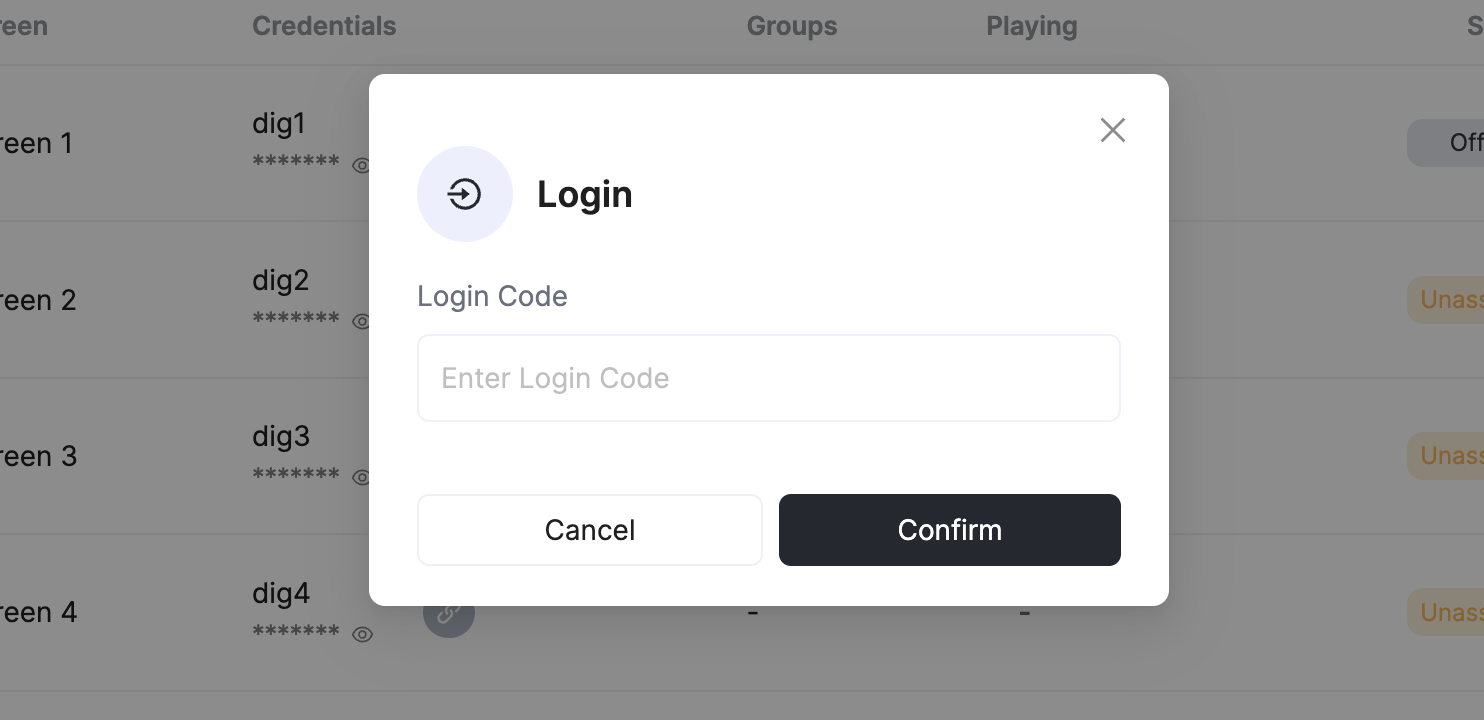 reen Credentials Groups Playing S
reen 1 dig1 Off
*******
Login
reen 2 dig2 Login Code Unass
*******
Enter Login Code
reen 3 dig3 Unass
*******
Cancel Confirm
reen 4 dig4 - - Unass
*******